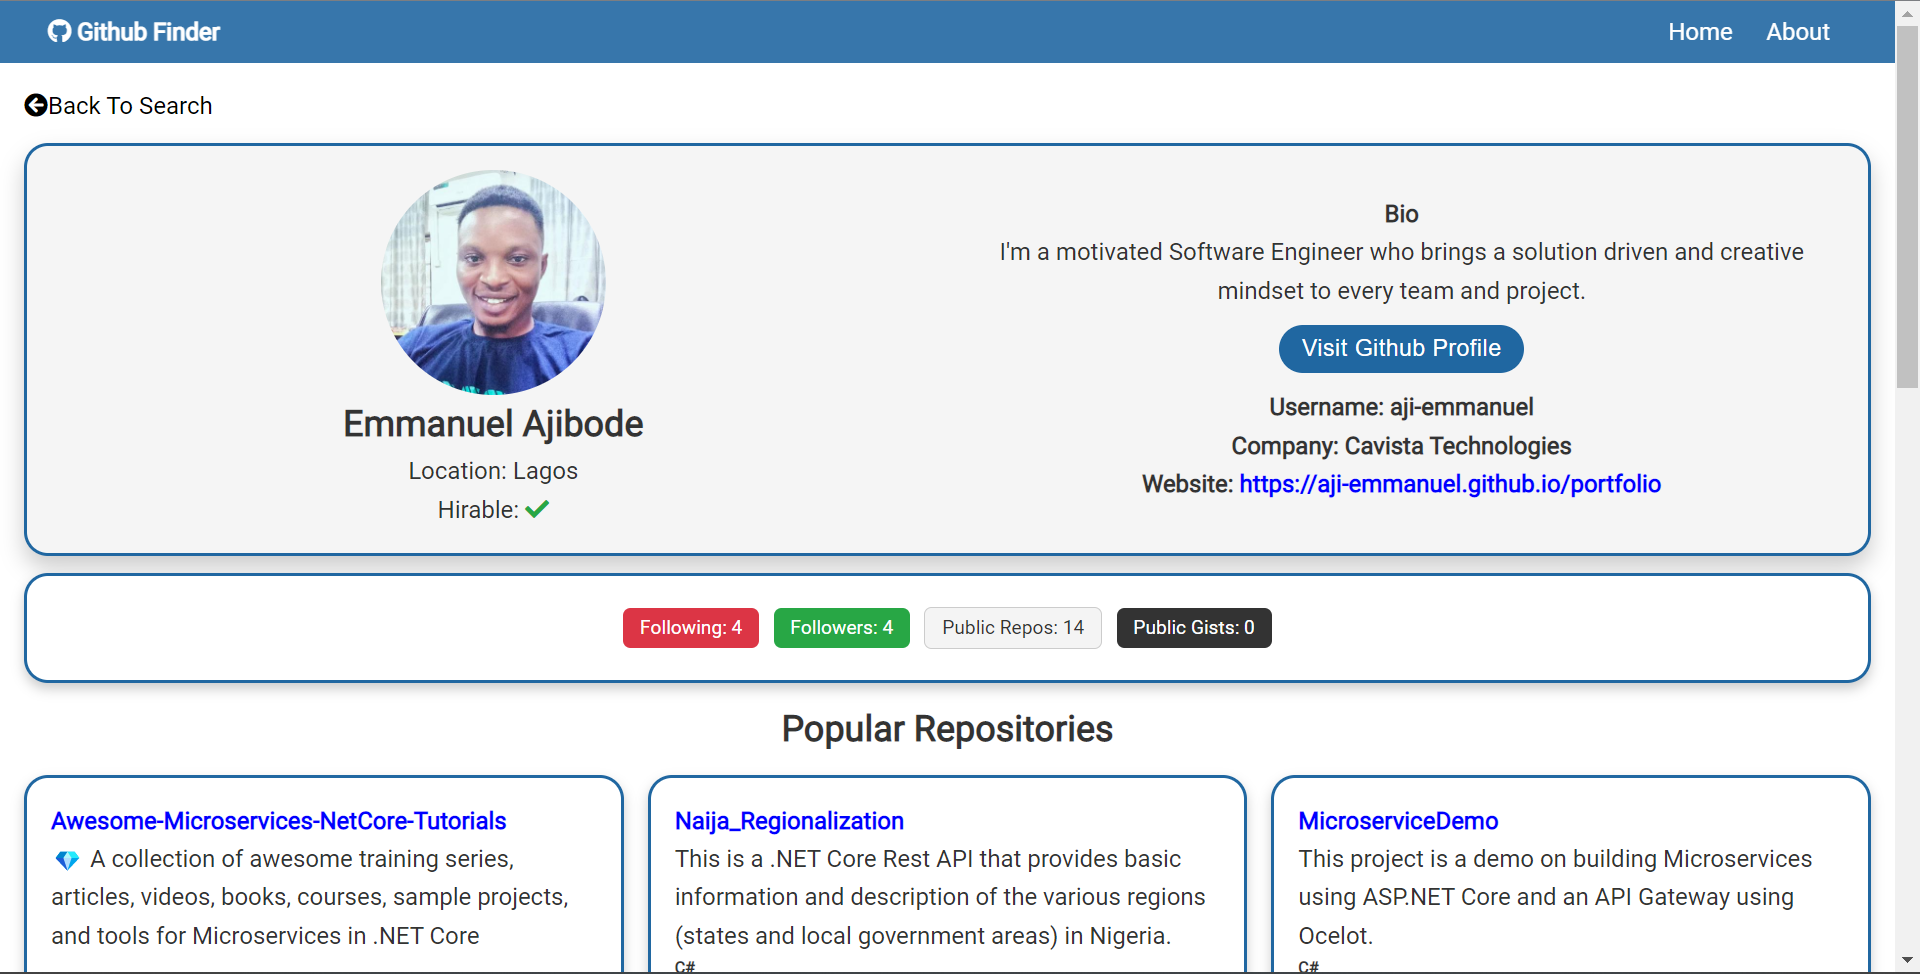 Github Finder
Home
About
Back To Search
Emmanuel Ajibode
Location: Lagos
Hirable:
Bio
I'm a motivated Software Engineer who brings a solution driven and creative
mindset to every team and project.
Visit Github Profile
Username: aji-emmanuel
Company: Cavista Technologies
Website: https://aji-emmanuel.github.io/portfolio
Following: 4
Followers: 4
Public Repos: 14
Public Gists: 0
Popular Repositories
Awesome-Microservices-NetCore-Tutorials
💎 A collection of awesome training series,
articles, videos, books, courses, sample projects,
and tools for Microservices in .NET Core
Naija_Regionalization
This is a .NET Core Rest API that provides basic
information and description of the various regions
(states and local government areas) in Nigeria.
C#
MicroserviceDemo
This project is a demo on building Microservices
using ASP.NET Core and an API Gateway using
Ocelot.
C#